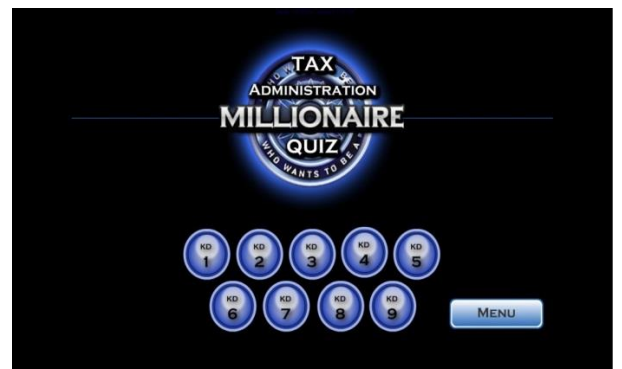 TAX
ADMINISTRATION
MILLIONAIRE
QUIZ
WHO WANTS TO BE A
KD 1
KD 2
KD 3
KD 4
KD 5
KD 6
KD 7
KD 8
KD 9
MENU